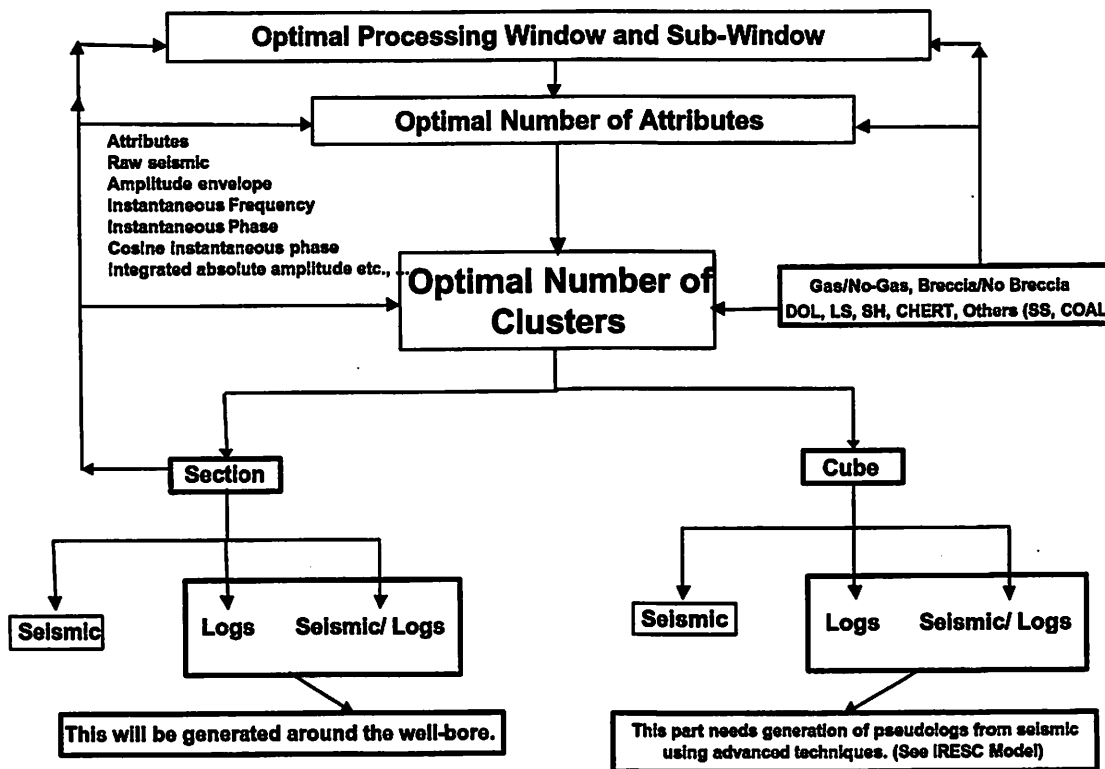 Optimal Processing Window and Sub-Window
Optimal Number of Attributes
Attributes
Raw seismic
Amplitude envelope
Instantaneous Frequency
Instantaneous Phase
Cosine instantaneous phase
Integrated absolute amplitude etc., ...
Optimal Number of
Clusters
Gas/No-Gas, Breccia/No Breccia
DOL, LS, SH, CHERT, Others (SS, COAL
Section
Cube
Seismic
Logs
Seismic/ Logs
Seismic
Logs
Seismic/ Logs
This will be generated around the well-bore.
This part needs generation of pseudologs from seismic
using advanced techniques. (See IRESC Model)